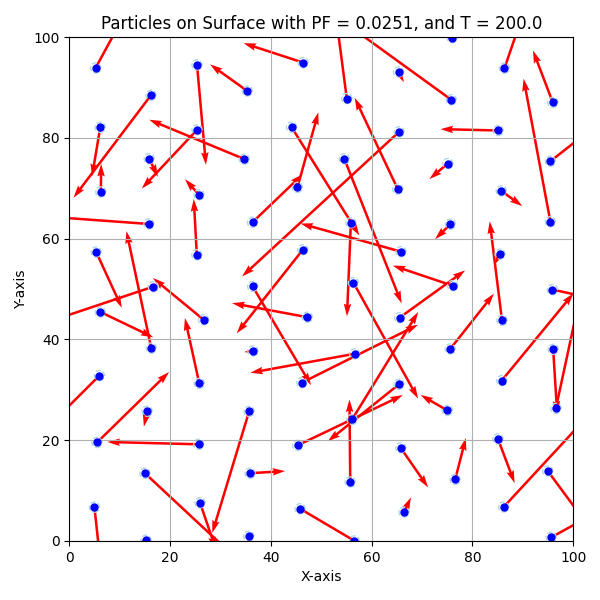 Particles on Surface with PF = 0.0251, and T = 200.0
100
80
60
40
20
0
Y-axis
0 20 40 60 80 100
X-axis